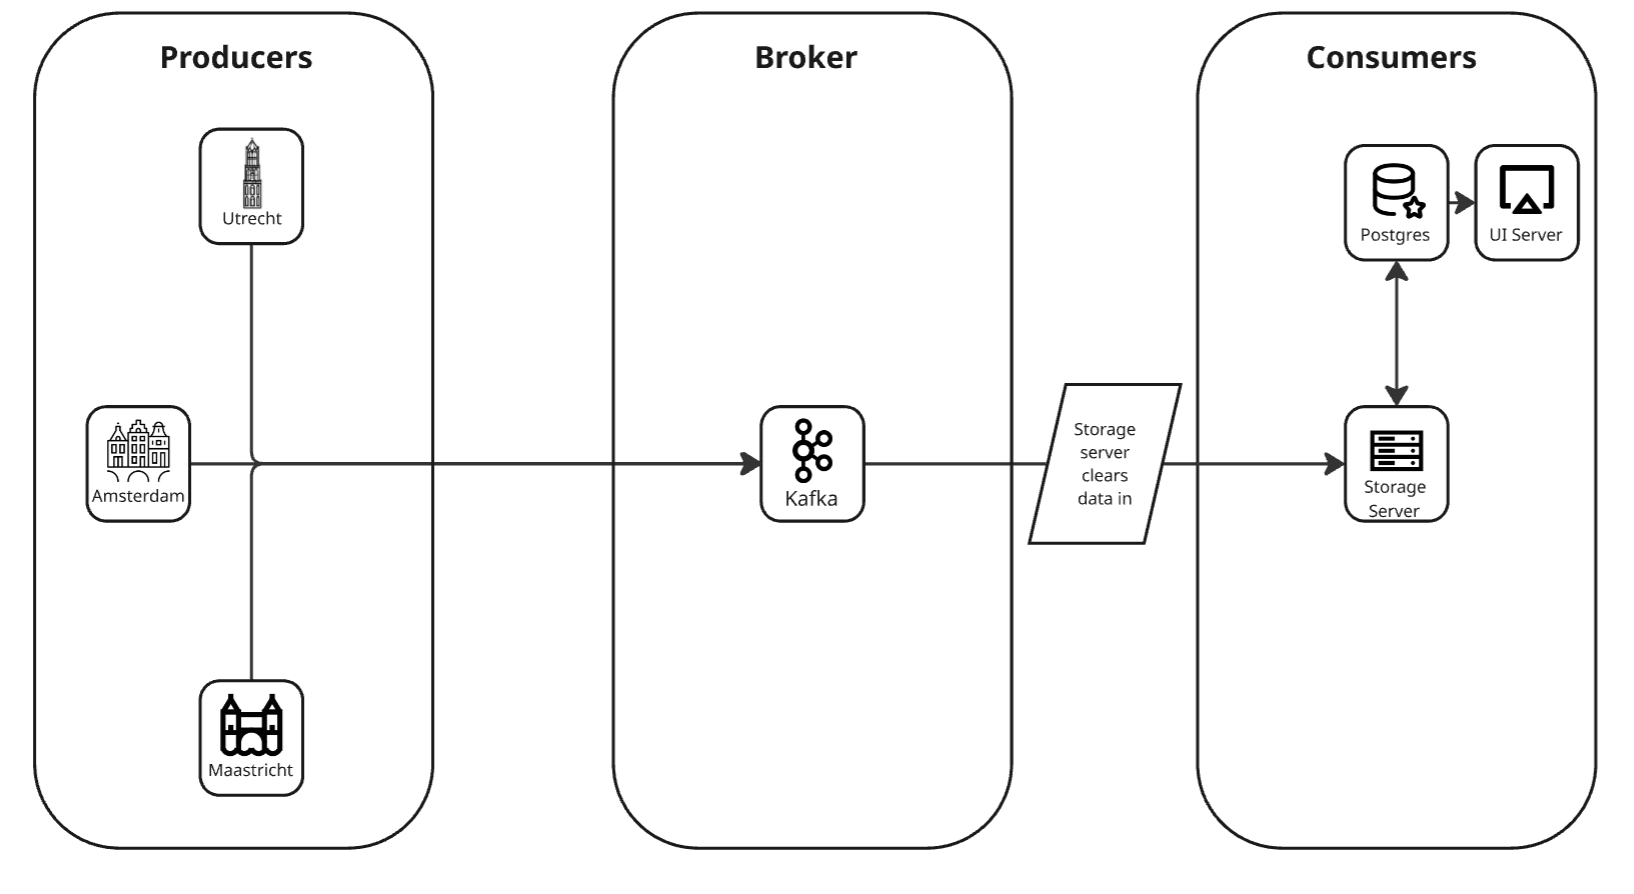 Producers
Broker
Consumers
Utrecht
Postgres
UI Server
Amsterdam
Kafka
Storage
server
clears
data in
Storage
Server
Maastricht